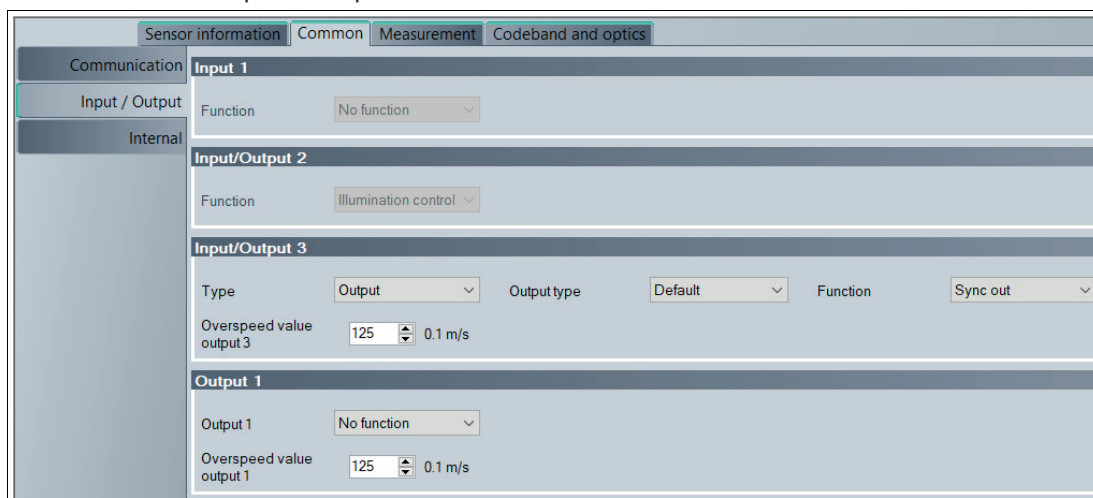 Sensor information Common Measurement Codeband and optics
Communication
Input / Output
Internal
Input 1
Function No function
Input/Output 2
Function Illumination control
Input/Output 3
Type Output Output type Default Function Sync out
Overspeed value
output 3
125 0.1 m/s
Output 1
Output 1 No function
Overspeed value
output 1
125 0.1 m/s